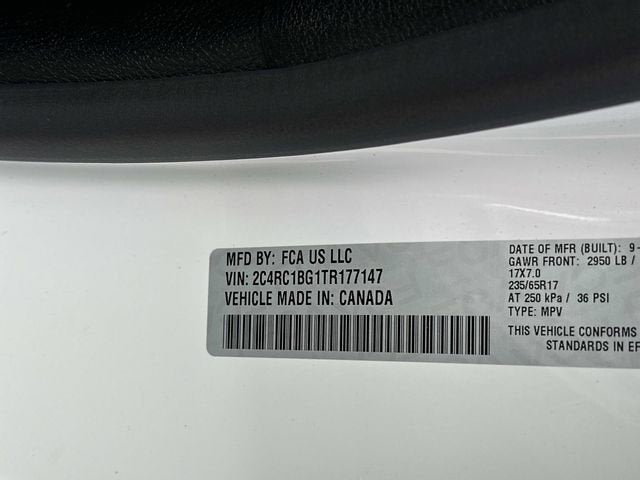 MFD BY: FCA US LLC
VIN: 2C4RC1BG1TR177147
VEHICLE MADE IN: CANADA
DATE OF MFR (BUILT): 9-
GAWR FRONT: 2950 LB /
17X7.0
235/65R17
AT 250 kPa / 36 PSI
TYPE: MPV
THIS VEHICLE CONFORMS
STANDARDS IN EF